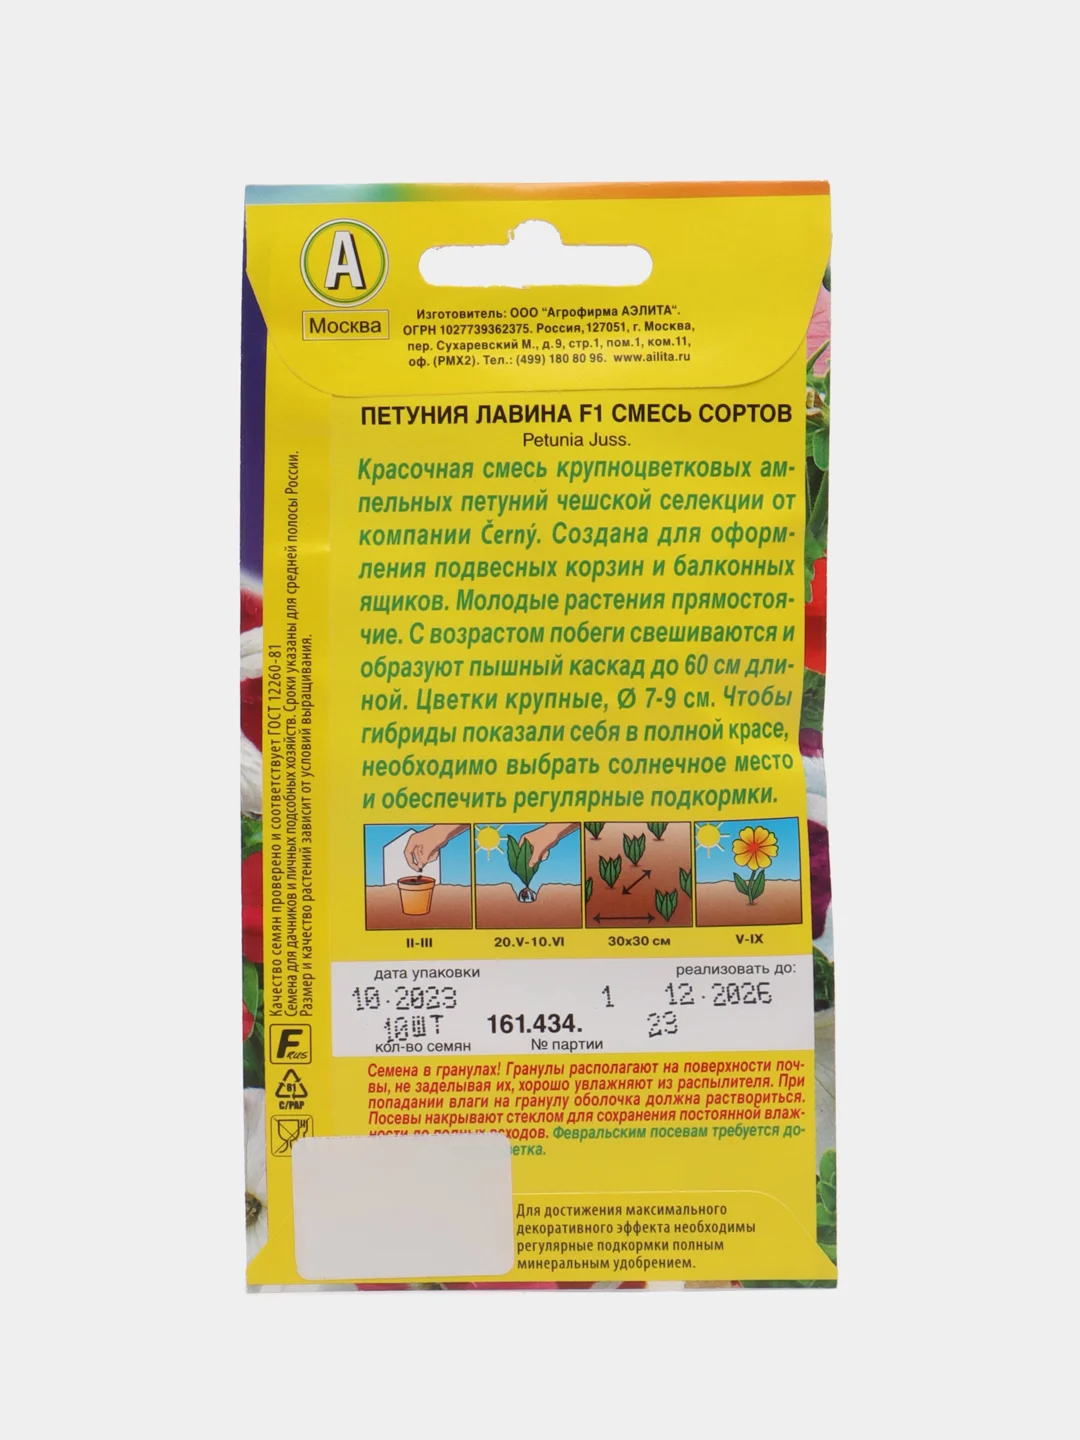 А
Москва
Изготовитель: ООО "Агрофирма АЭЛИТА".
ОГРН 1027739362375. Россия, 127051, г. Москва,
пер. Сухаревский М., д.9, стр.1, пом.1, ком.11,
оф. (РМХ2). Тел.: (499) 180 80 96. www.ailita.ru
ПЕТУНИЯ ЛАВИНА F1 СМЕСЬ СОРТОВ
Petunia Juss.
Красочная смесь крупноцветковых ам-
пельных петуний чешской селекции от
компании Černý. Создана для оформ-
ления подвесных корзин и балконных
ящиков. Молодые растения прямостоя-
чие. С возрастом побеги свешиваются и
образуют пышный каскад до 60 см дли-
ной. Цветки крупные, Ø 7-9 см. Чтобы
гибриды показали себя в полной красе,
необходимо выбрать солнечное место
и обеспечить регулярные подкормки.
II-III
20.V-10.VI
30х30 см
V-IX
дата упаковки
реализовать до:
10.2023
1
12.2026
10шт
161.434.
23
кол-во семян
№ партии
Семена в гранулах! Гранулы располагают на поверхности поч-
вы, не заделывая их, хорошо увлажняют из распылителя. При
попадании влаги на гранулу оболочка должна раствориться.
Посевы накрывают стеклом для сохранения постоянной влаж-
ности до полных всходов. Февральским посевам требуется до-
Для достижения максимального
декоративного эффекта необходимы
регулярные подкормки полным
минеральным удобрением.
Качество семян проверено и соответствует ГОСТ 12260-81
Семена для дачников и личных подсобных хозяйств. Сроки указаны для средней полосы России.
Размер и качество растений зависит от условий выращивания.
F RUS
81
C/PAP